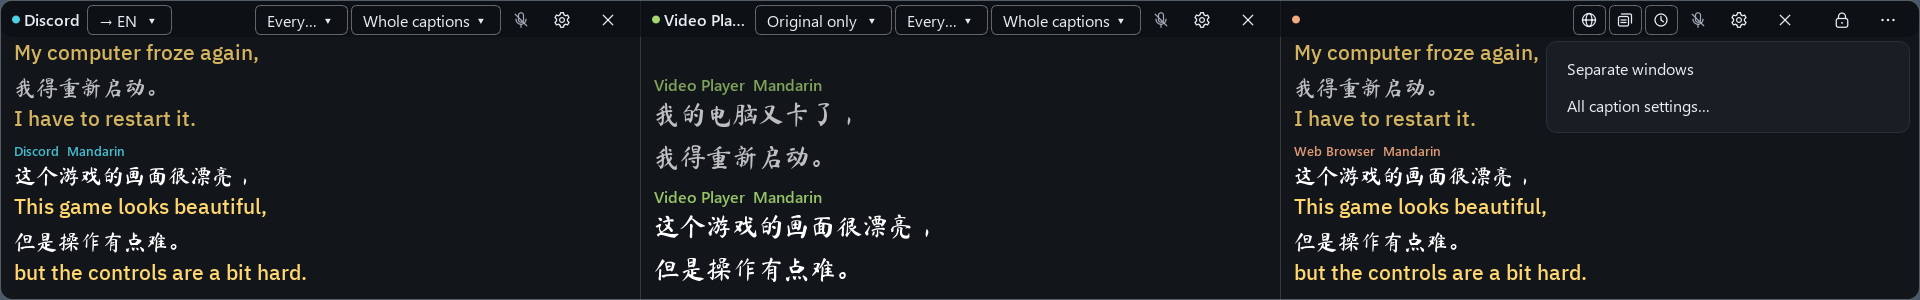 Discord → EN Every... Whole captions
My computer froze again,
我得重新启动。
I have to restart it.
Discord Mandarin
这个游戏的画面很漂亮，
This game looks beautiful,
但是操作有点难。
but the controls are a bit hard.
Video Pla... Original only Every... Whole captions
Video Player Mandarin
我的电脑又卡了，
我得重新启动。
Video Player Mandarin
这个游戏的画面很漂亮，
但是操作有点难。
My computer froze again,
我得重新启动。
I have to restart it.
Web Browser Mandarin
这个游戏的画面很漂亮，
This game looks beautiful,
但是操作有点难。
but the controls are a bit hard.
Separate windows
All caption settings...